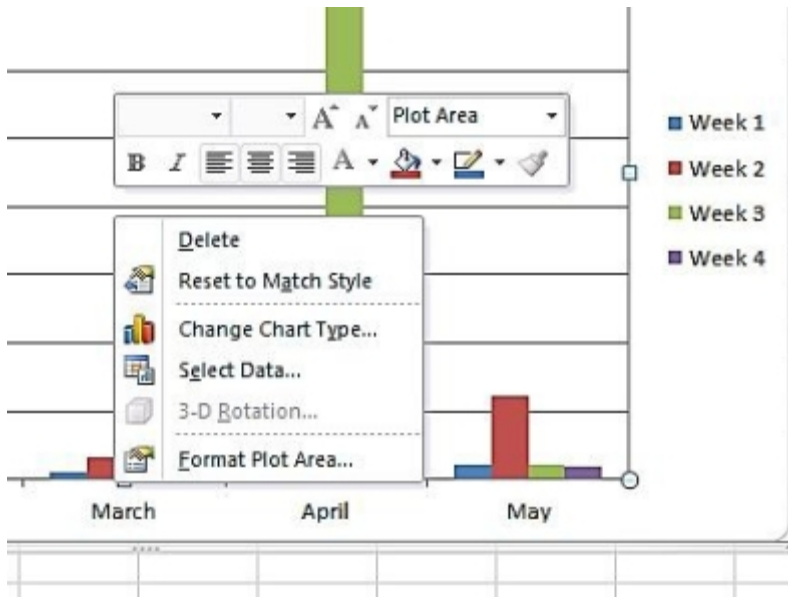 Plot Area
B I A
Week 1
Week 2
Week 3
Week 4
Delete
Reset to Match Style
Change Chart Type...
Select Data...
3-D Rotation...
Format Plot Area...
March April May